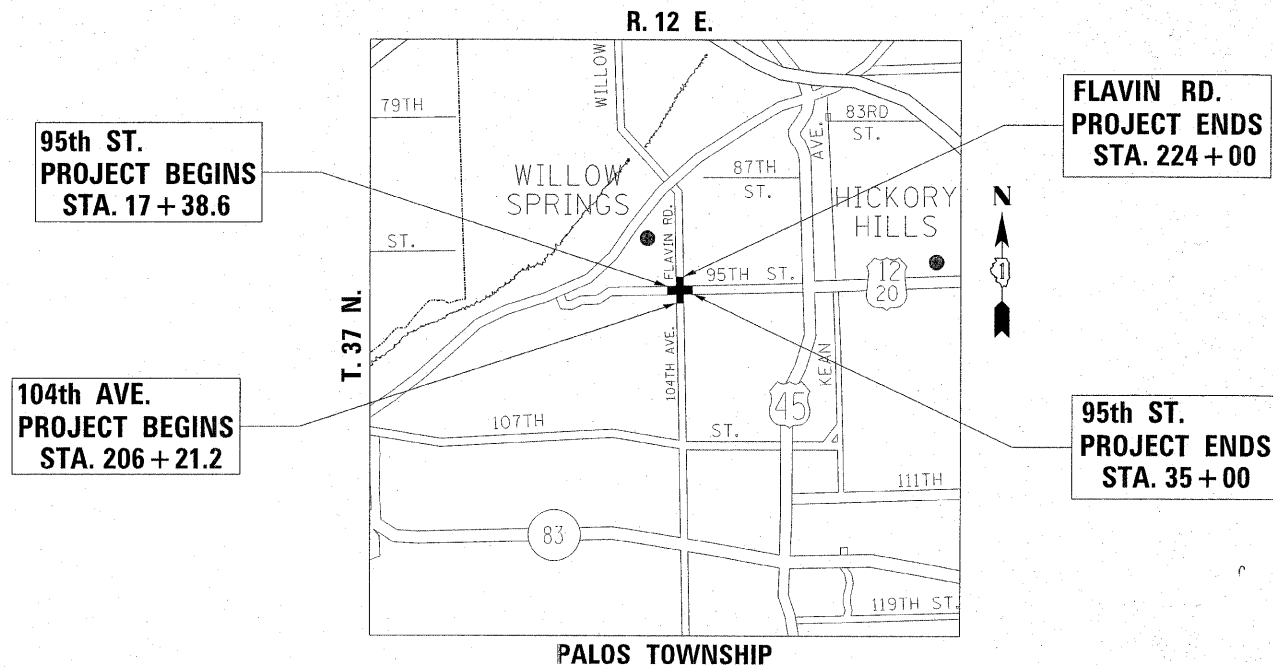 R. 12 E.
WILLOW
79TH
83RD
ST.
AVE.
FLAVIN RD.
PROJECT ENDS
STA. 224+00
95th ST.
PROJECT BEGINS
STA. 17+38.6
WILLOW
SPRINGS
87TH
ST.
HICKORY
HILLS
N
1
ST.
FLAVIN RD.
95TH ST.
12
20
T. 37 N.
104TH AVE.
KEAN
45
104th AVE.
PROJECT BEGINS
STA. 206+21.2
107TH
ST.
95th ST.
PROJECT ENDS
STA. 35+00
111TH
83
119TH ST.
PALOS TOWNSHIP